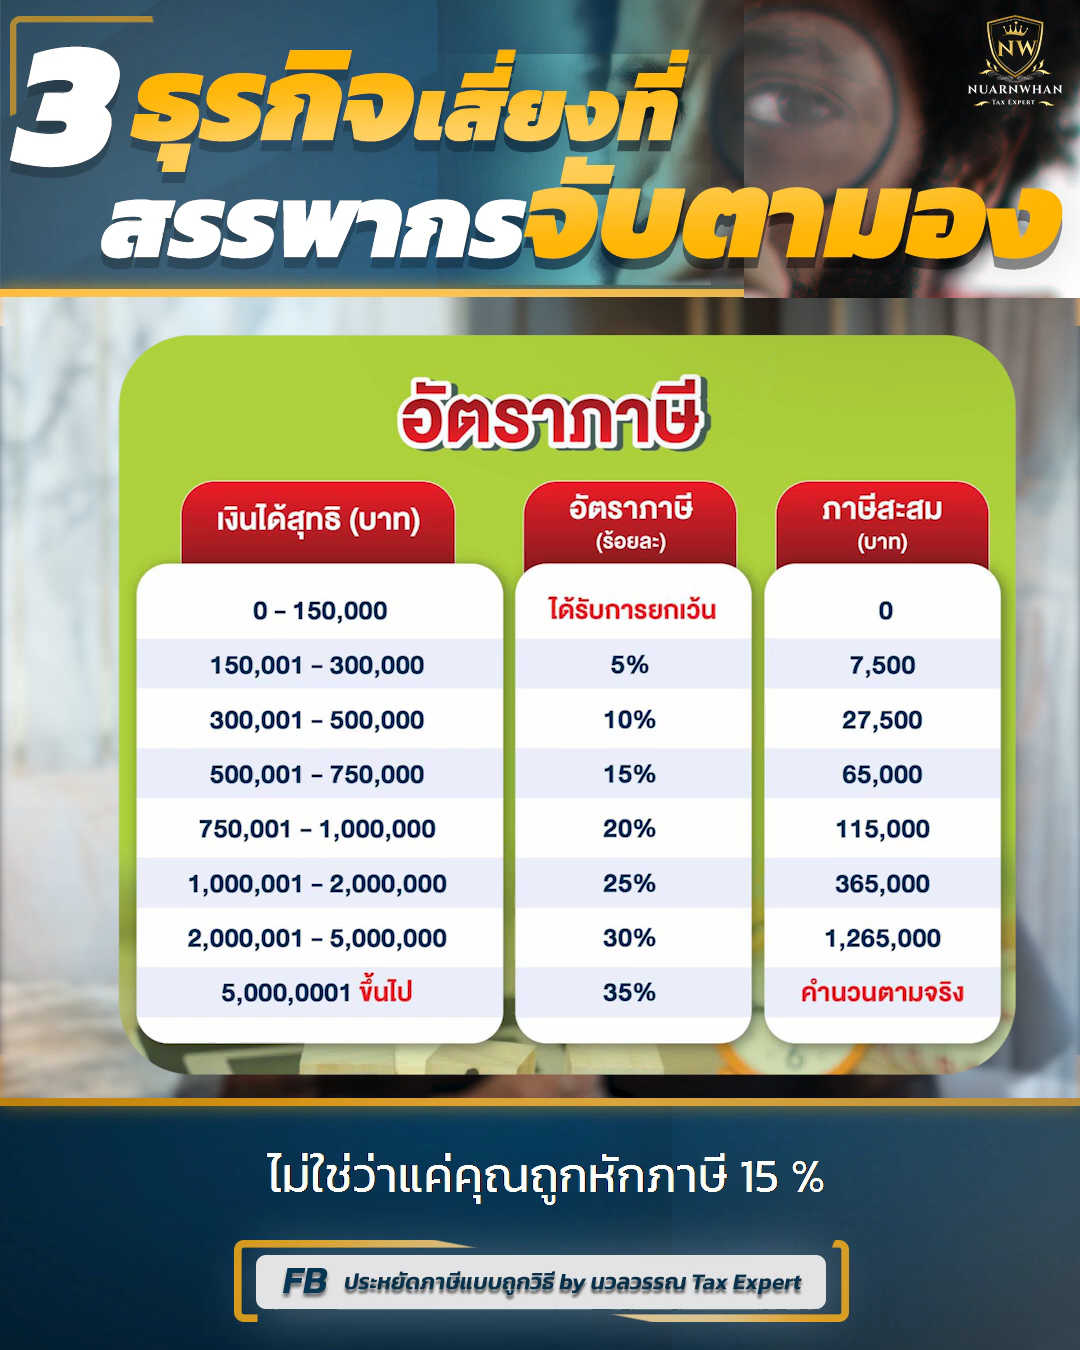 3 ธุรกิจเสี่ยงที่
สรรพากรจับตามอง
NW
NUARNWHAN
TAX EXPERT
อัตราภาษี
เงินได้สุทธิ (บาท) อัตราภาษี (ร้อยละ) ภาษีสะสม (บาท)
0 – 150,000 ได้รับการยกเว้น 0
150,001 – 300,000 5% 7,500
300,001 – 500,000 10% 27,500
500,001 – 750,000 15% 65,000
750,001 – 1,000,000 20% 115,000
1,000,001 – 2,000,000 25% 365,000
2,000,001 – 5,000,000 30% 1,265,000
5,000,0001 ขึ้นไป 35% คำนวนตามจริง
ไม่ใช่ว่าแค่คุณถูกหักภาษี 15 %
FB ประหยัดภาษีแบบถูกวิธี by นวลวรรณ Tax Expert